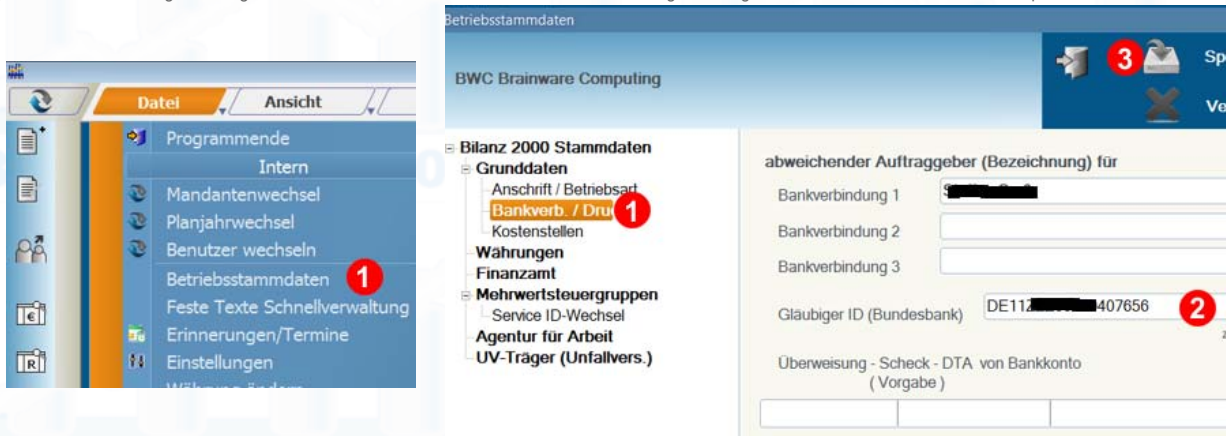 Datei
Ansicht
Programmende
Intern
Mandantenwechsel
Planjahrwechsel
Benutzer wechseln
Betriebsstammdaten 1
Feste Texte Schnellverwaltung
Erinnerungen/Termine
Einstellungen
Betriebsstammdaten
BWC Brainware Computing
3 Sp
Ve
Bilanz 2000 Stammdaten
Grunddaten
Anschrift / Betriebsart
Bankverb. / Dru 1
Kostenstellen
Währungen
Finanzamt
Mehrwertsteuergruppen
Service ID-Wechsel
Agentur für Arbeit
UV-Träger (Unfallvers.)
abweichender Auftraggeber (Bezeichnung) für
Bankverbindung 1
Bankverbindung 2
Bankverbindung 3
Gläubiger ID (Bundesbank) DE11Z 407656 2
z
Überweisung - Scheck - DTA von Bankkonto
( Vorgabe )